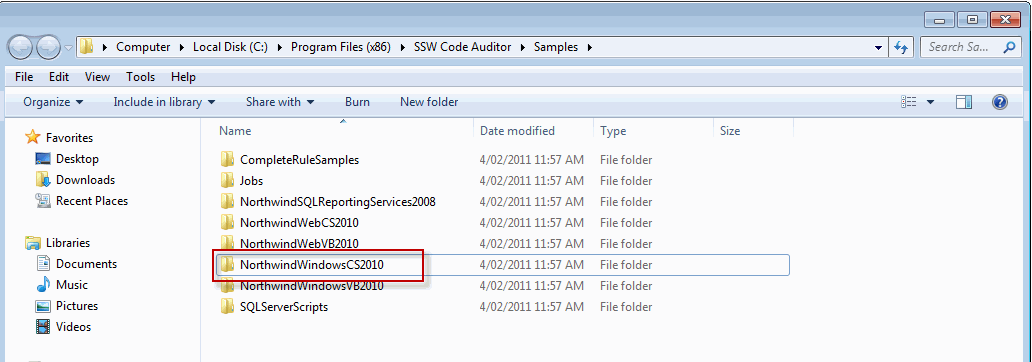 Computer ▸ Local Disk (C:) ▸ Program Files (x86) ▸ SSW Code Auditor ▸ Samples ▸ Search Sa...
File Edit View Tools Help
Organize Include in library Share with Burn New folder
Name Date modified Type Size
Favorites
Desktop
Downloads
Recent Places
Libraries
Documents
Music
Pictures
Videos
CompleteRuleSamples 4/02/2011 11:57 AM File folder
Jobs 4/02/2011 11:57 AM File folder
NorthwindSQLReportingServices2008 4/02/2011 11:57 AM File folder
NorthwindWebCS2010 4/02/2011 11:57 AM File folder
NorthwindWebVB2010 4/02/2011 11:57 AM File folder
NorthwindWindowsCS2010 4/02/2011 11:57 AM File folder
NorthwindWindowsVB2010 4/02/2011 11:57 AM File folder
SQLServerScripts 4/02/2011 11:57 AM File folder